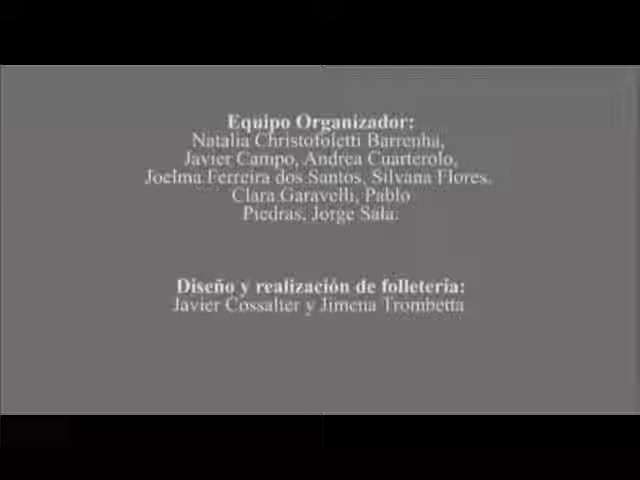 Equipo Organizador:
Natalia Christofoletti Barrenha,
Javier Campo, Andrea Cuarterolo,
Joelma Ferreira dos Santos, Silvana Flores,
Clara Garavelli, Pablo
Piedras, Jorge Sala.
Diseño y realización de folletería:
Javier Cossalter y Jimena Trombetta